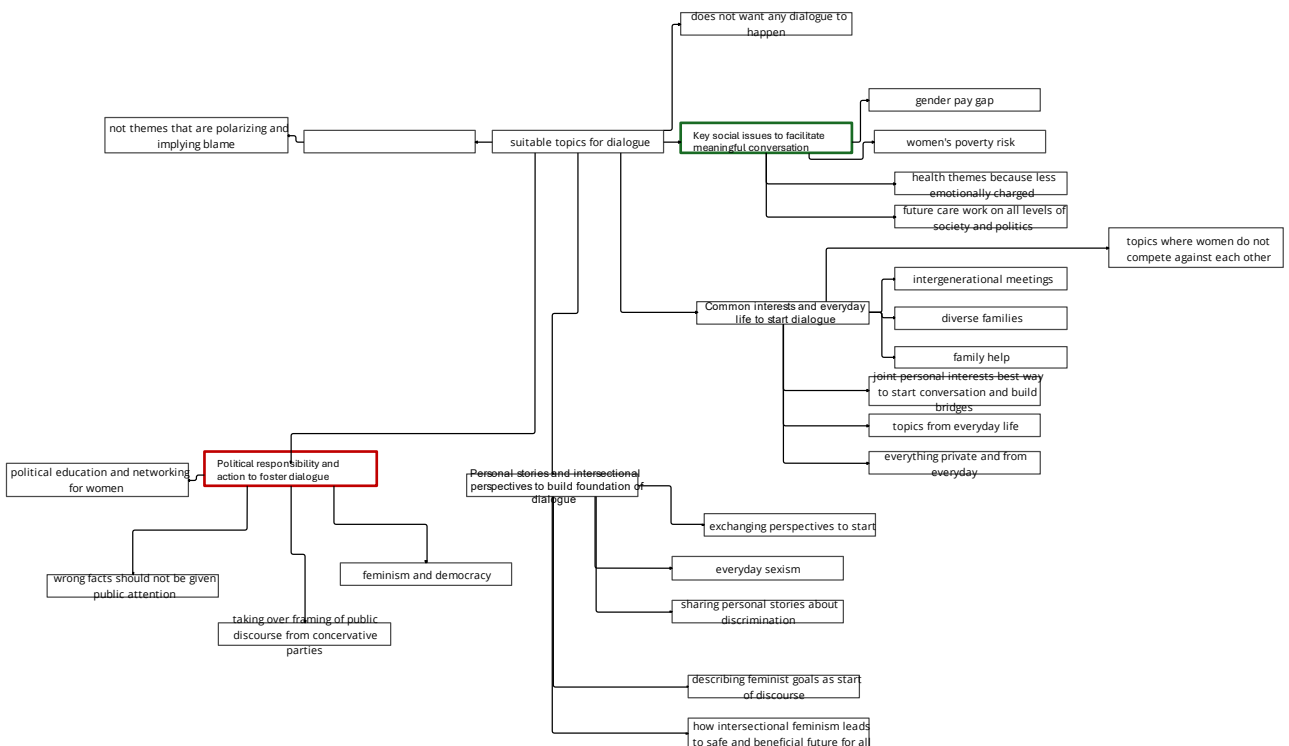 does not want any dialogue to
happen
gender pay gap
not themes that are polarizing and
implying blame
suitable topics for dialogue
Key social issues to facilitate
meaningful conversation
women's poverty risk
health themes because less
emotionally charged
future care work on all levels of
society and politics
topics where women do not
compete against each other
intergenerational meetings
Common interests and everyday
life to start dialogue
diverse families
family help
joint personal interests best way
to start conversation and build
bridges
topics from everyday life
everything private and from
everyday
Political responsibility and
action to foster dialogue
political education and networking
for women
Personal stories and intersectional
perspectives to build foundation of
dialogue
exchanging perspectives to start
everyday sexism
feminism and democracy
wrong facts should not be given
public attention
sharing personal stories about
discrimination
taking over framing of public
discourse from concervative
parties
describing feminist goals as start
of discourse
how intersectional feminism leads
to safe and beneficial future for all